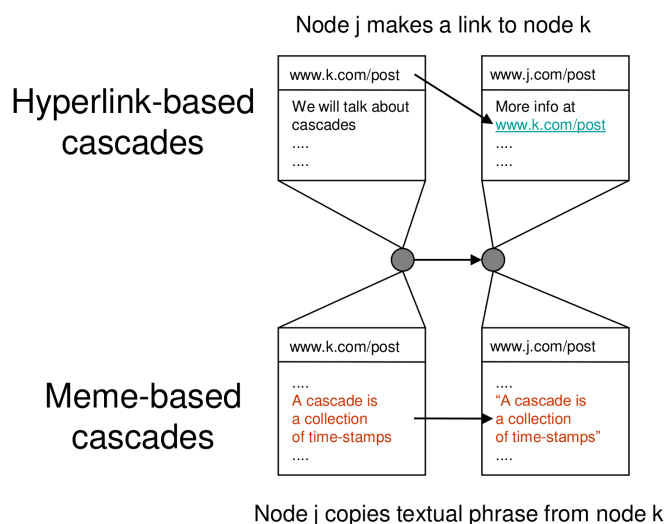 Node j makes a link to node k
Hyperlink-based
cascades
www.k.com/post
We will talk about
cascades
....
....
www.j.com/post
More info at
www.k.com/post
....
....
Meme-based
cascades
www.k.com/post
....
A cascade is
a collection
of time-stamps
....
www.j.com/post
....
“A cascade is
a collection
of time-stamps”
....
Node j copies textual phrase from node k